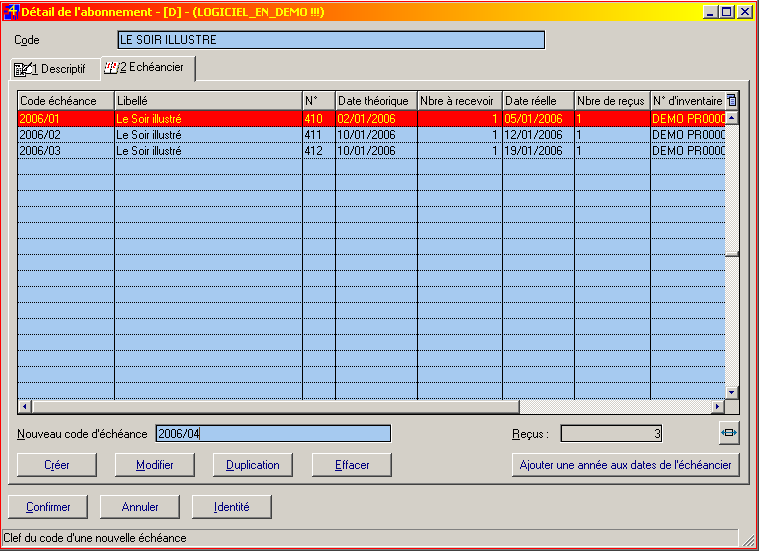 Détail de l'abonnement - [D] - (LOGICIEL_EN_DEMO !!!)
Code LE SOIR ILLUSTRE
1 Descriptif 2 Echéancier
Code échéance Libellé N° Date théorique Nbre à recevoir Date réelle Nbre de reçus N° d'inventaire
2006/01 Le Soir illustré 410 02/01/2006 1 05/01/2006 1 DEMO PR0000
2006/02 Le Soir illustré 411 10/01/2006 1 12/01/2006 1 DEMO PR0000
2006/03 Le Soir illustré 412 10/01/2006 1 19/01/2006 1 DEMO PR0000
Nouveau code d'échéance 2006/04 Reçus : 3
Créer Modifier Duplication Effacer Ajouter une année aux dates de l'échéancier
Confirmer Annuler Identité
Clef du code d'une nouvelle échéance